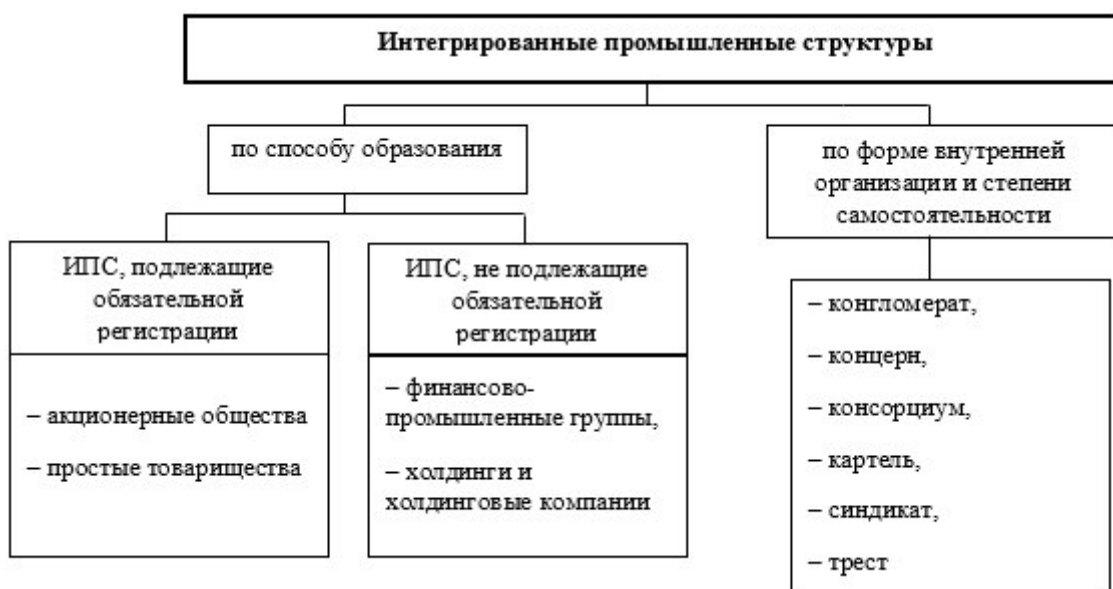 Интегрированные промышленные структуры
по способу образования
по форме внутренней
организации и степени
самостоятельности
ИПС, подлежащие
обязательной
регистрации
ИПС, не подлежащие
обязательной
регистрации
– акционерные общества
– простые товарищества
– финансово-
промышленные группы,
– холдинги и
холдинговые компании
– конгломерат,
– концерн,
– консорциум,
– картель,
– синдикат,
– трест